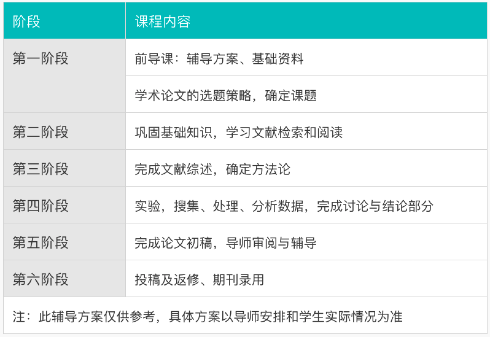 阶段 课程内容
第一阶段 前导课：辅导方案、基础资料
学术论文的选题策略，确定课题
第二阶段 巩固基础知识，学习文献检索和阅读
第三阶段 完成文献综述，确定方法论
第四阶段 实验，搜集、处理、分析数据，完成讨论与结论部分
第五阶段 完成论文初稿，导师审阅与辅导
第六阶段 投稿及返修、期刊录用
注：此辅导方案仅供参考，具体方案以导师安排和学生实际情况为准